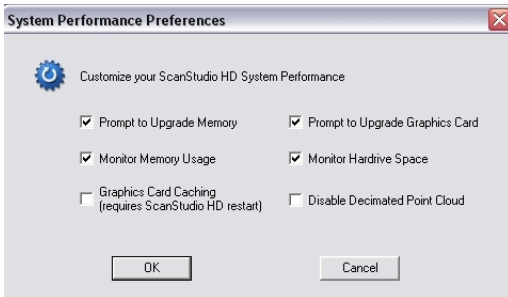 System Performance Preferences
Customize your ScanStudio HD System Performance
Prompt to Upgrade Memory
Prompt to Upgrade Graphics Card
Monitor Memory Usage
Monitor Hardrive Space
Graphics Card Caching
(requires ScanStudio HD restart)
Disable Decimated Point Cloud
OK
Cancel